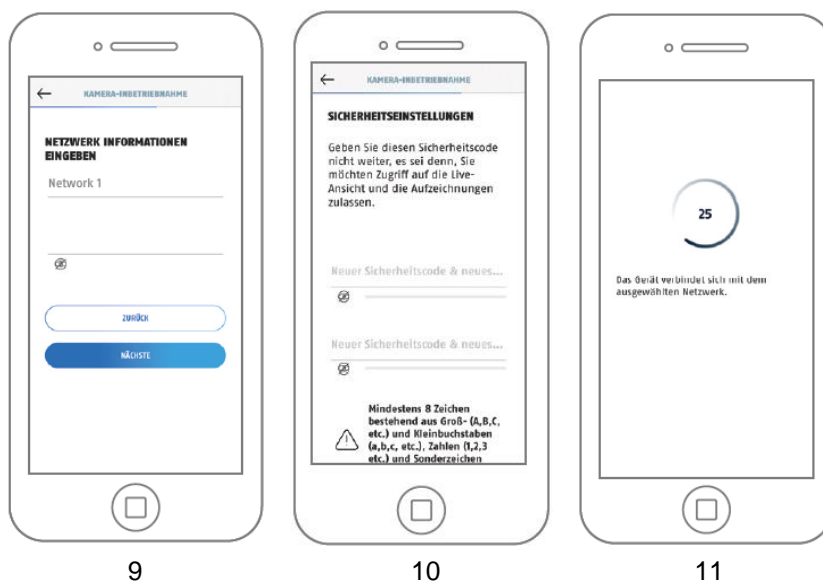 KAMERA-INBETRIEBNAHME
NETZWERK INFORMATIONEN
EINGEBEN
Network 1
ZURÜCK
NÄCHSTE
9
KAMERA-INBETRIEBNAHME
SICHERHEITSEINSTELLUNGEN
Geben Sie diesen Sicherheitscode
nicht weiter, es sei denn, Sie
möchten Zugriff auf die Live-
Ansicht und die Aufzeichnungen
zulassen.
Neuer Sicherheitscode & neues...
Neuer Sicherheitscode & neues...
Mindestens 8 Zeichen
bestehend aus Groß- (A,B,C,
etc.) und Kleinbuchstaben
(a,b,c, etc.), Zahlen (1,2,3
etc.) und Sonderzeichen
10
25
Das Gerät verbindet sich mit dem
ausgewählten Netzwerk.
11